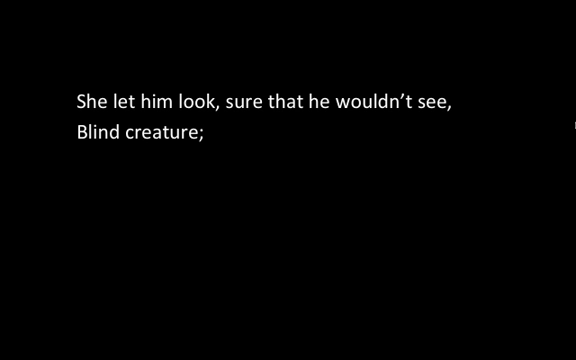 She let him look, sure that he wouldn’t see,
Blind creature;